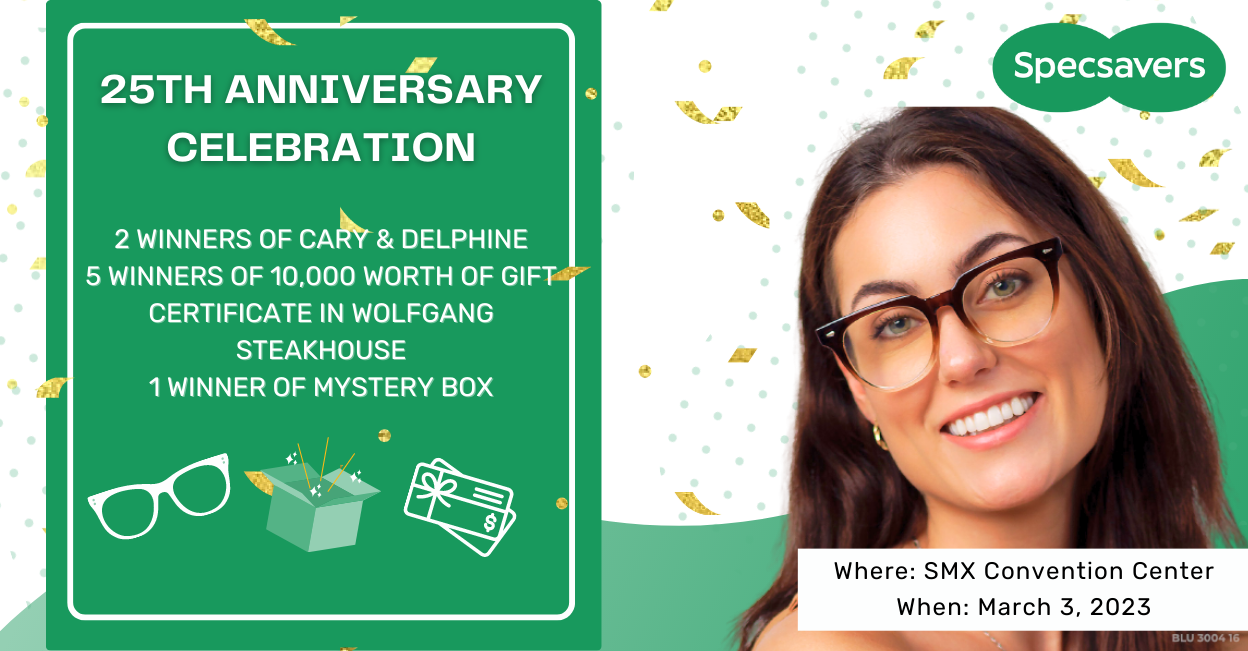 25TH ANNIVERSARY
CELEBRATION
2 WINNERS OF CARY & DELPHINE
5 WINNERS OF 10,000 WORTH OF GIFT
CERTIFICATE IN WOLFGANG
STEAKHOUSE
1 WINNER OF MYSTERY BOX
$
Specsavers
Where: SMX Convention Center
When: March 3, 2023
BLU 3004 16